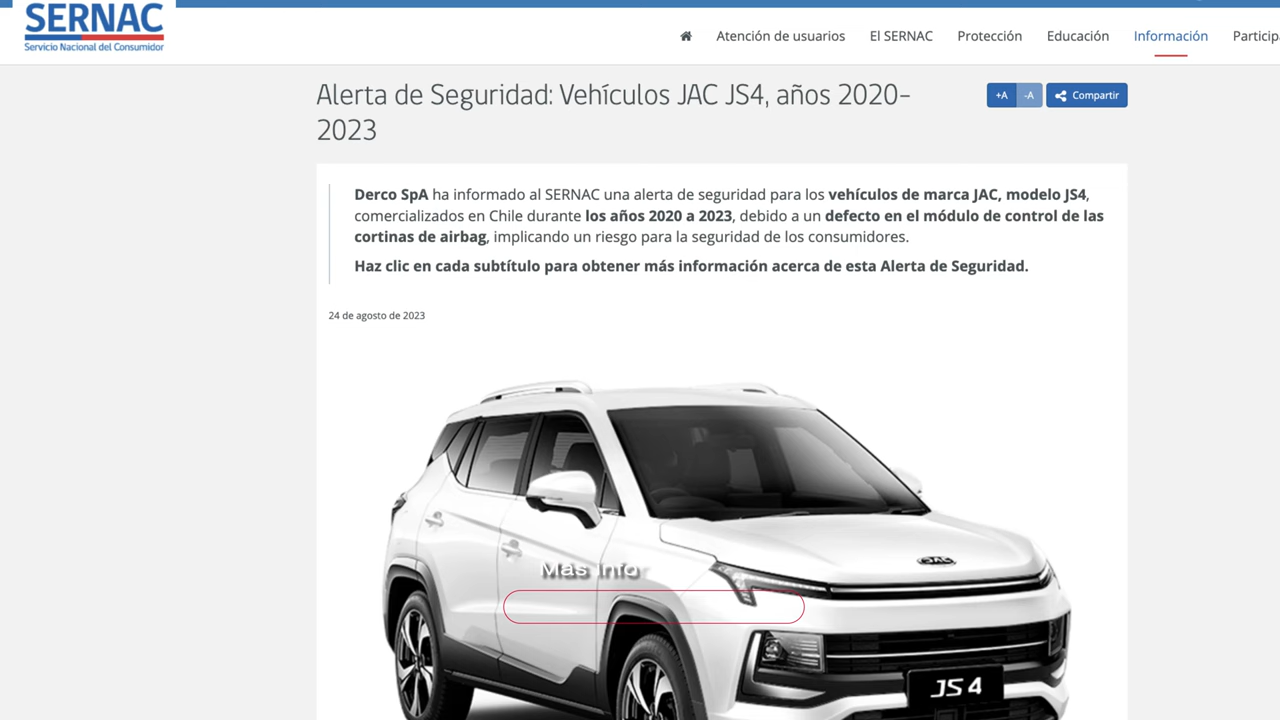 SERNAC
Servicio Nacional del Consumidor
Atención de usuarios El SERNAC Protección Educación Información Particip
Alerta de Seguridad: Vehículos JAC JS4, años 2020-
2023
+A -A Compartir
Derco SpA ha informado al SERNAC una alerta de seguridad para los vehículos de marca JAC, modelo JS4,
comercializados en Chile durante los años 2020 a 2023, debido a un defecto en el módulo de control de las
cortinas de airbag, implicando un riesgo para la seguridad de los consumidores.
Haz clic en cada subtítulo para obtener más información acerca de esta Alerta de Seguridad.
24 de agosto de 2023
JAC
Más Info
JS 4